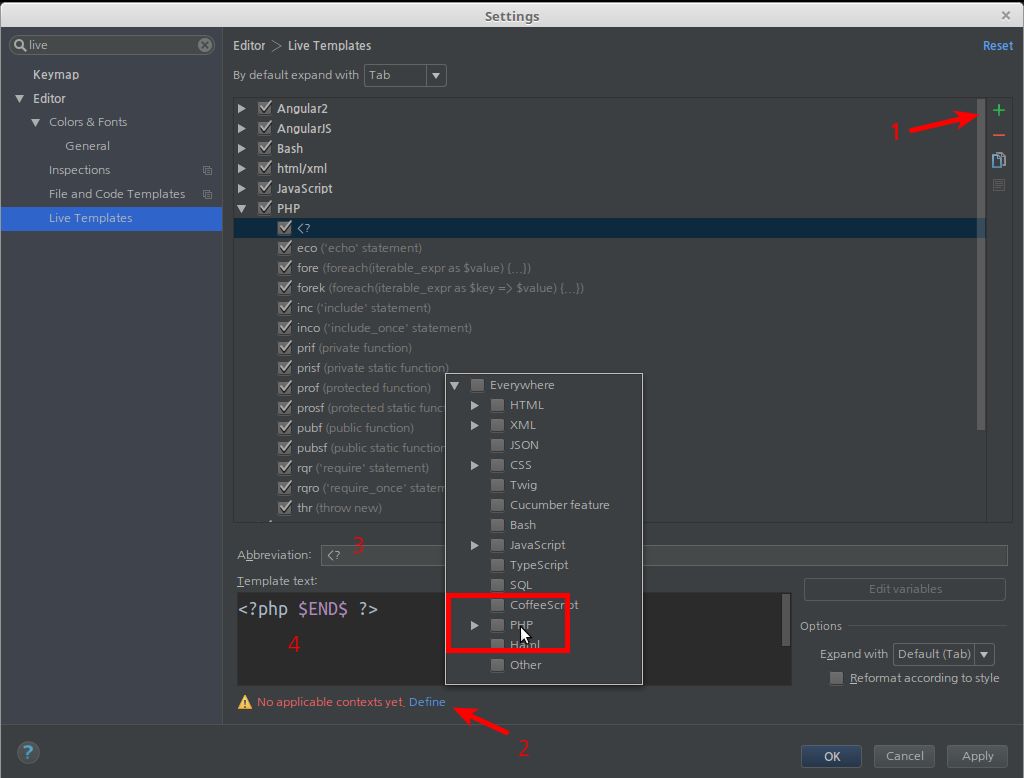 Settings
live
Editor > Live Templates
Reset
Keymap
By default expand with Tab
Editor
Colors & Fonts
General
Inspections
File and Code Templates
Live Templates
Angular2
AngularJS
Bash
html/xml
JavaScript
PHP
<?
eco ('echo' statement)
fore (foreach(iterable_expr as $value) {...})
forek (foreach(iterable_expr as $key => $value) {...})
inc ('include' statement)
inco ('include_once' statement)
prif (private function)
prisf (private static function)
prof (protected function)
prosf (protected static func
pubf (public function)
pubsf (public static function
rqr ('require' statement)
rqro ('require_once' statem
thr (throw new)
1
Everywhere
HTML
XML
JSON
CSS
Twig
Cucumber feature
Bash
JavaScript
TypeScript
SQL
CoffeeScript
PHP
Haml
Other
Abbreviation: <?
3
Template text:
<?php $END$ ?>
4
Edit variables
Options
Expand with Default (Tab)
Reformat according to style
No applicable contexts yet. Define
2
?
OK
Cancel
Apply